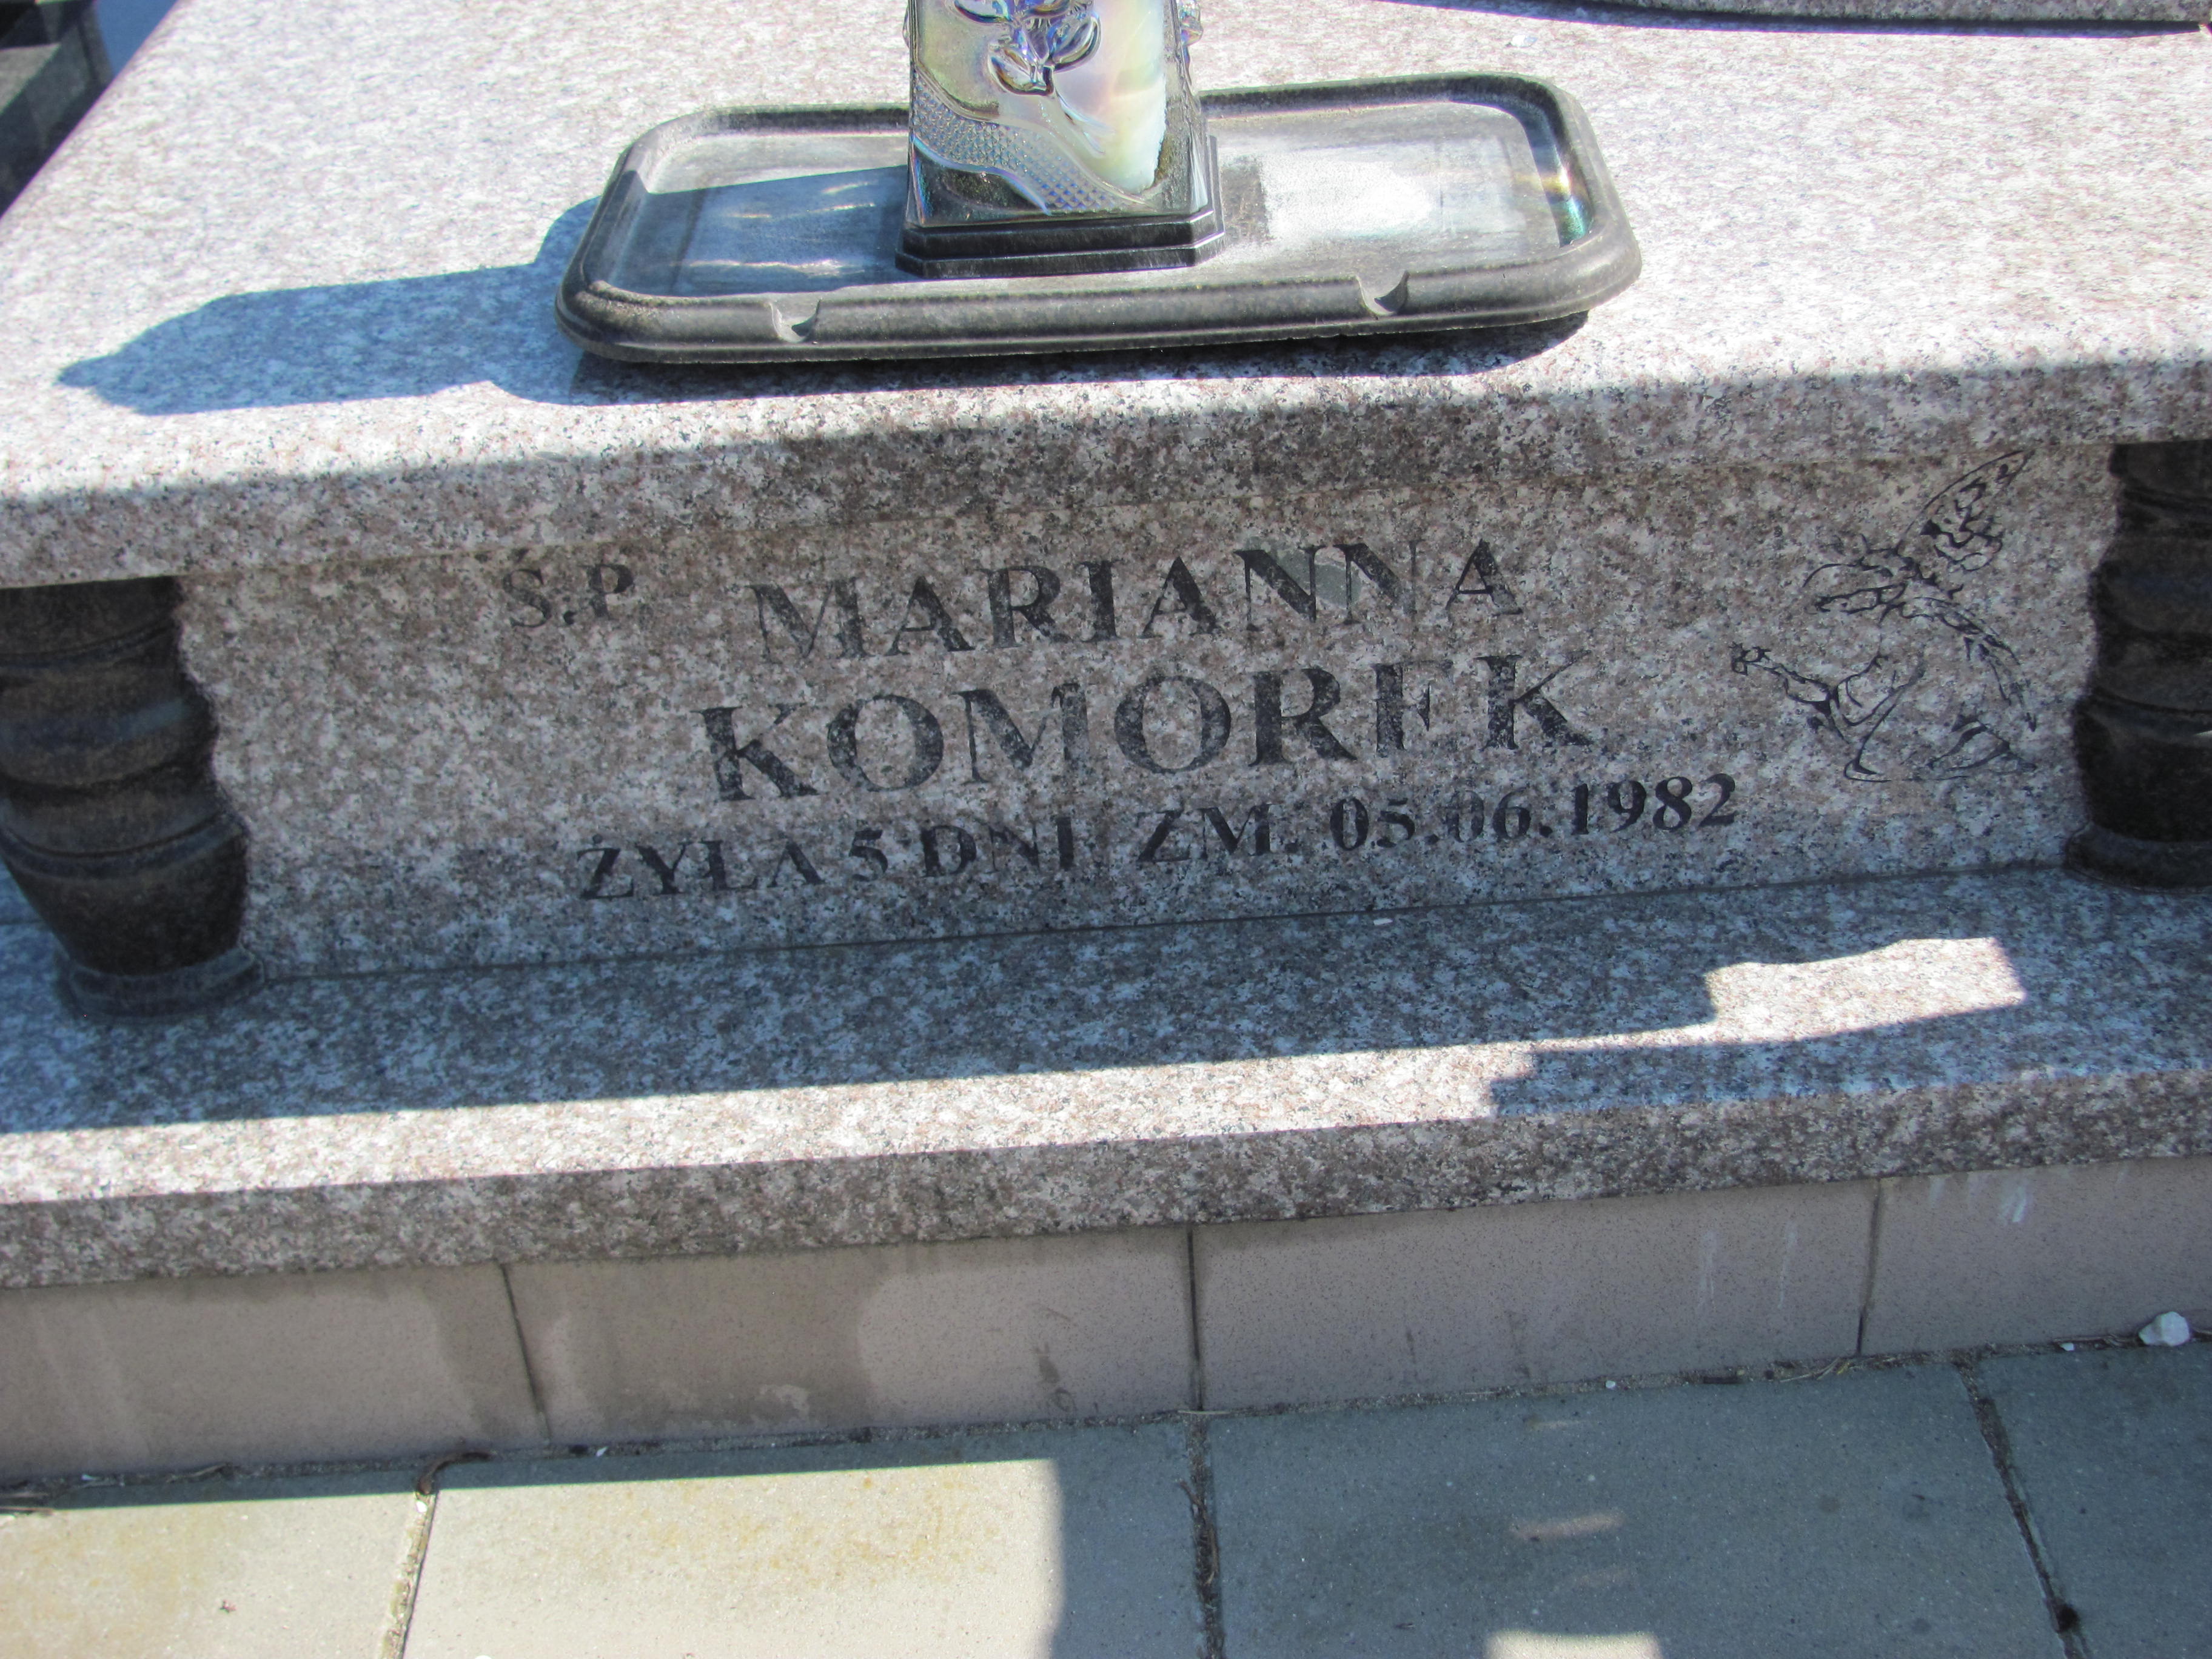 Ś.P. MARIANNA
KOMOREK
ŻYŁA 5 DNI ZM. 05.06.1982